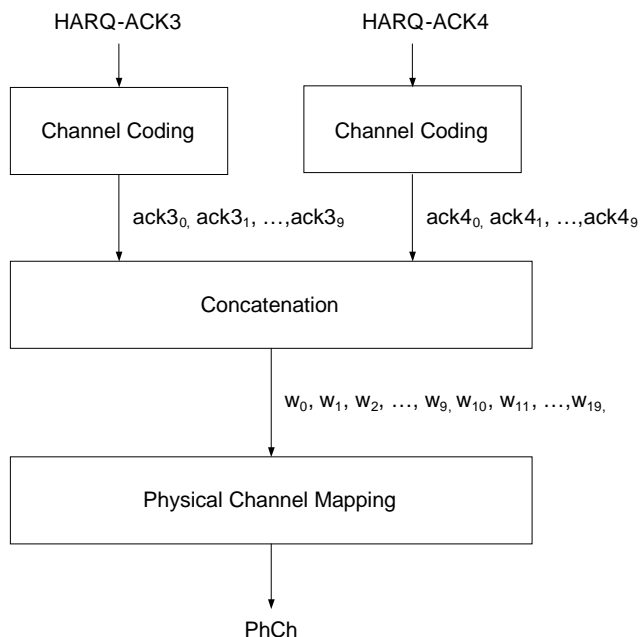 HARQ-ACK3 HARQ-ACK4
Channel Coding Channel Coding
ack3₀, ack3₁, …,ack3₉ ack4₀, ack4₁, …,ack4₉
Concatenation
w₀, w₁, w₂, …, w₉, w₁₀, w₁₁, …,w₁₉,
Physical Channel Mapping
PhCh